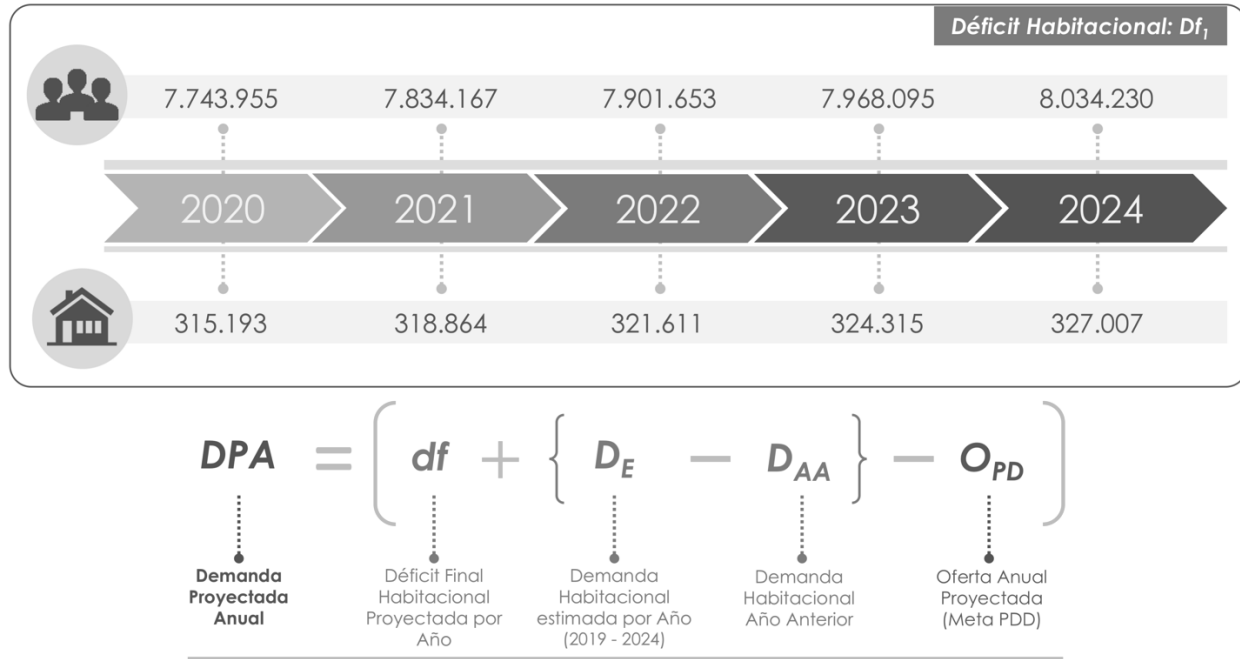 Déficit Habitacional: Df₁
7.743.955 7.834.167 7.901.653 7.968.095 8.034.230
2020 2021 2022 2023 2024
315.193 318.864 321.611 324.315 327.007
DPA = ( df + { D_E − D_AA } − O_PD )
Demanda
Proyectada
Anual
Déficit Final
Habitacional
Proyectada por
Año
Demanda
Habitacional
estimada por Año
(2019 - 2024)
Demanda
Habitacional
Año Anterior
Oferta Anual
Proyectada
(Meta PDD)